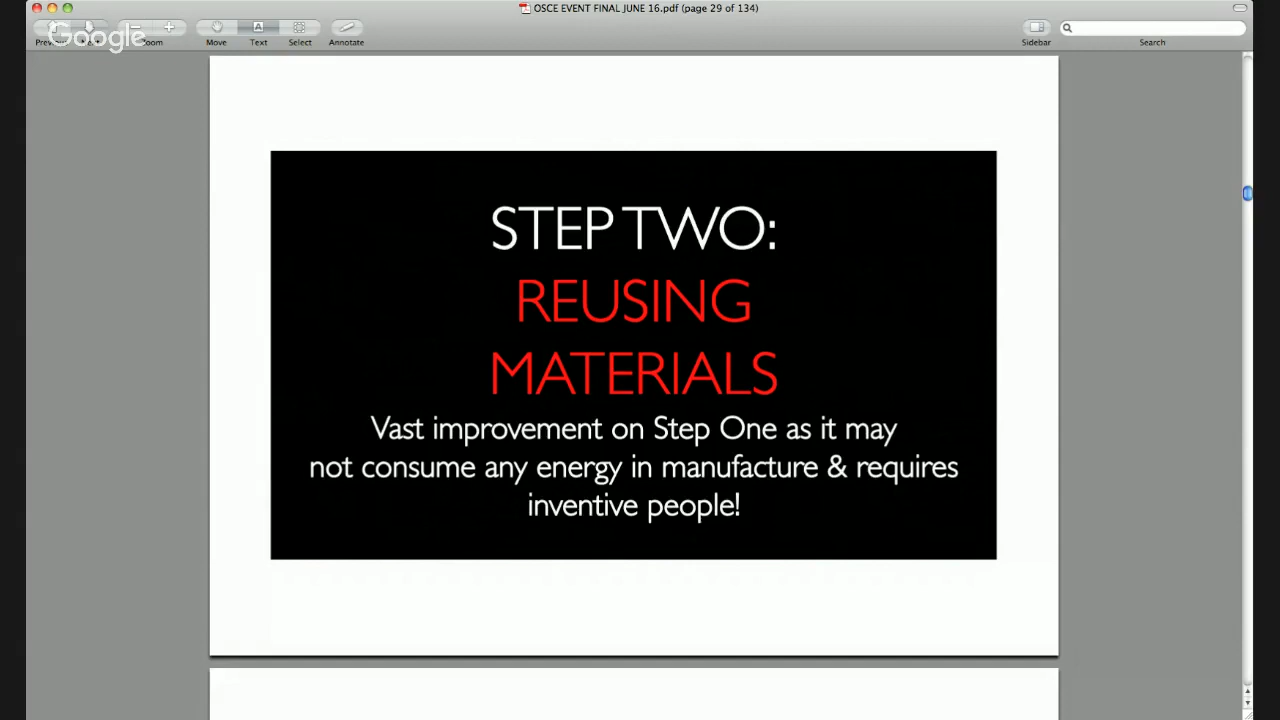 OSCE EVENT FINAL JUNE 16.pdf (page 29 of 134)
Google
Zoom Move Text Select Annotate Sidebar Search
STEP TWO:
REUSING
MATERIALS
Vast improvement on Step One as it may
not consume any energy in manufacture & requires
inventive people!